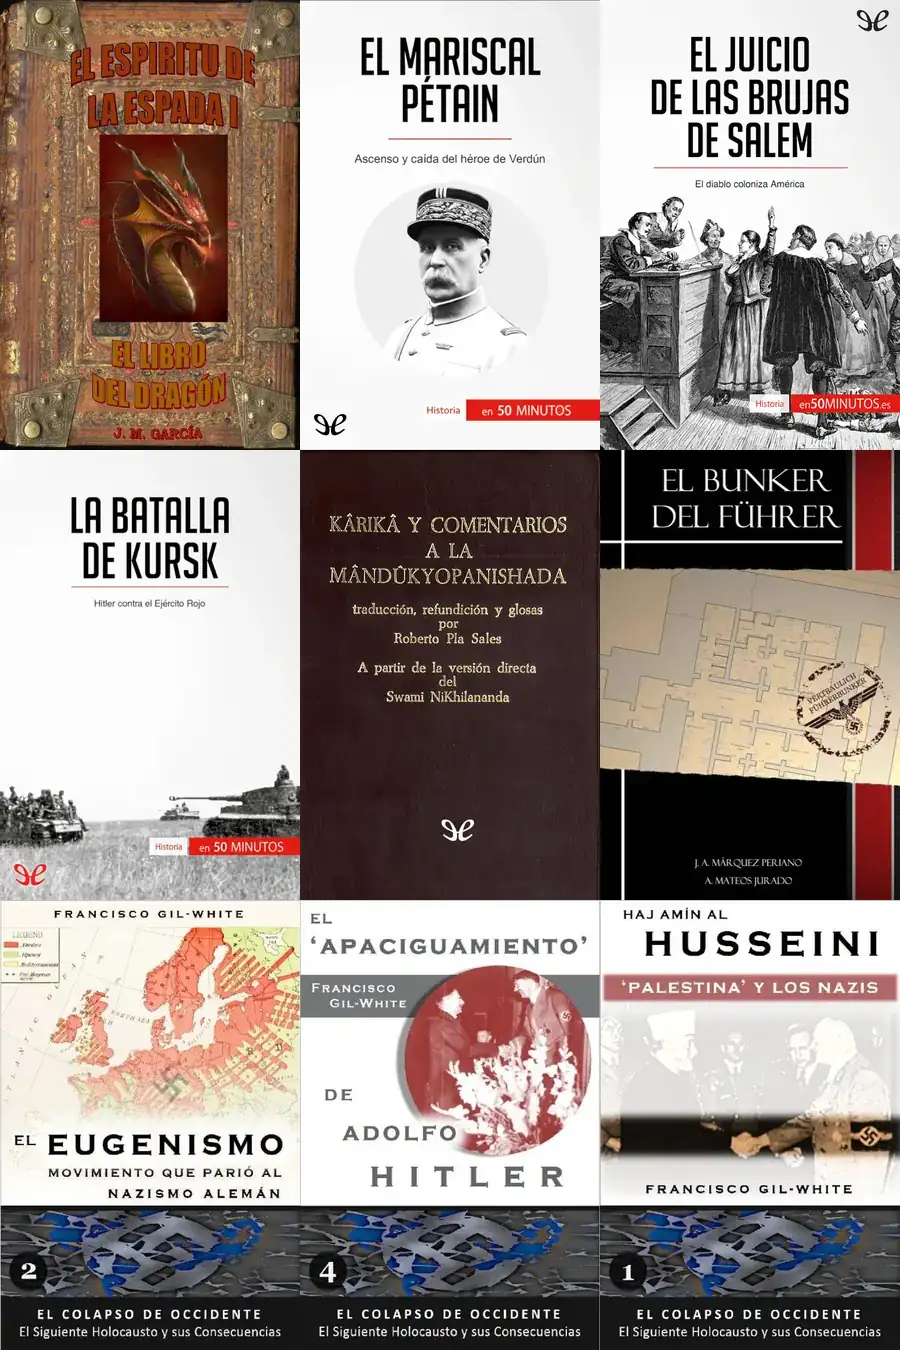 EL ESPIRITU DE
LA ESPADA I
EL LIBRO
DEL DRAGÓN
J. M. GARCÍA
EL MARISCAL
PÉTAIN
Ascenso y caída del héroe de Verdún
Historia
en 50 MINUTOS
EL JUICIO
DE LAS BRUJAS
DE SALEM
El diablo coloniza América
Historia
en50MINUTOS.es
LA BATALLA
DE KURSK
Hitler contra el Ejército Rojo
Historia
en 50 MINUTOS
KÂRIKÂ Y COMENTARIOS
A LA
MÂNDÛKYOPANISHADA
traducción, refundición y glosas
por
Roberto Pla Sales
A partir de la versión directa
del
Swami NiKhilananda
EL BUNKER
DEL FÜHRER
VERTRAULICH
FÜHRERBUNKER
J. A. MÁRQUEZ PERIANO
A. MATEOS JURADO
FRANCISCO GIL-WHITE
LEGEND
EL EUGENISMO
MOVIMIENTO QUE PARIÓ AL
NAZISMO ALEMÁN
2
EL COLAPSO DE OCCIDENTE
El Siguiente Holocausto y sus Consecuencias
EL
'APACIGUAMIENTO'
FRANCISCO
GIL-WHITE
DE
ADOLFO
HITLER
4
EL COLAPSO DE OCCIDENTE
El Siguiente Holocausto y sus Consecuencias
HAJ AMÍN AL
HUSSEINI
'PALESTINA' Y LOS NAZIS
FRANCISCO GIL-WHITE
1
EL COLAPSO DE OCCIDENTE
El Siguiente Holocausto y sus Consecuencias